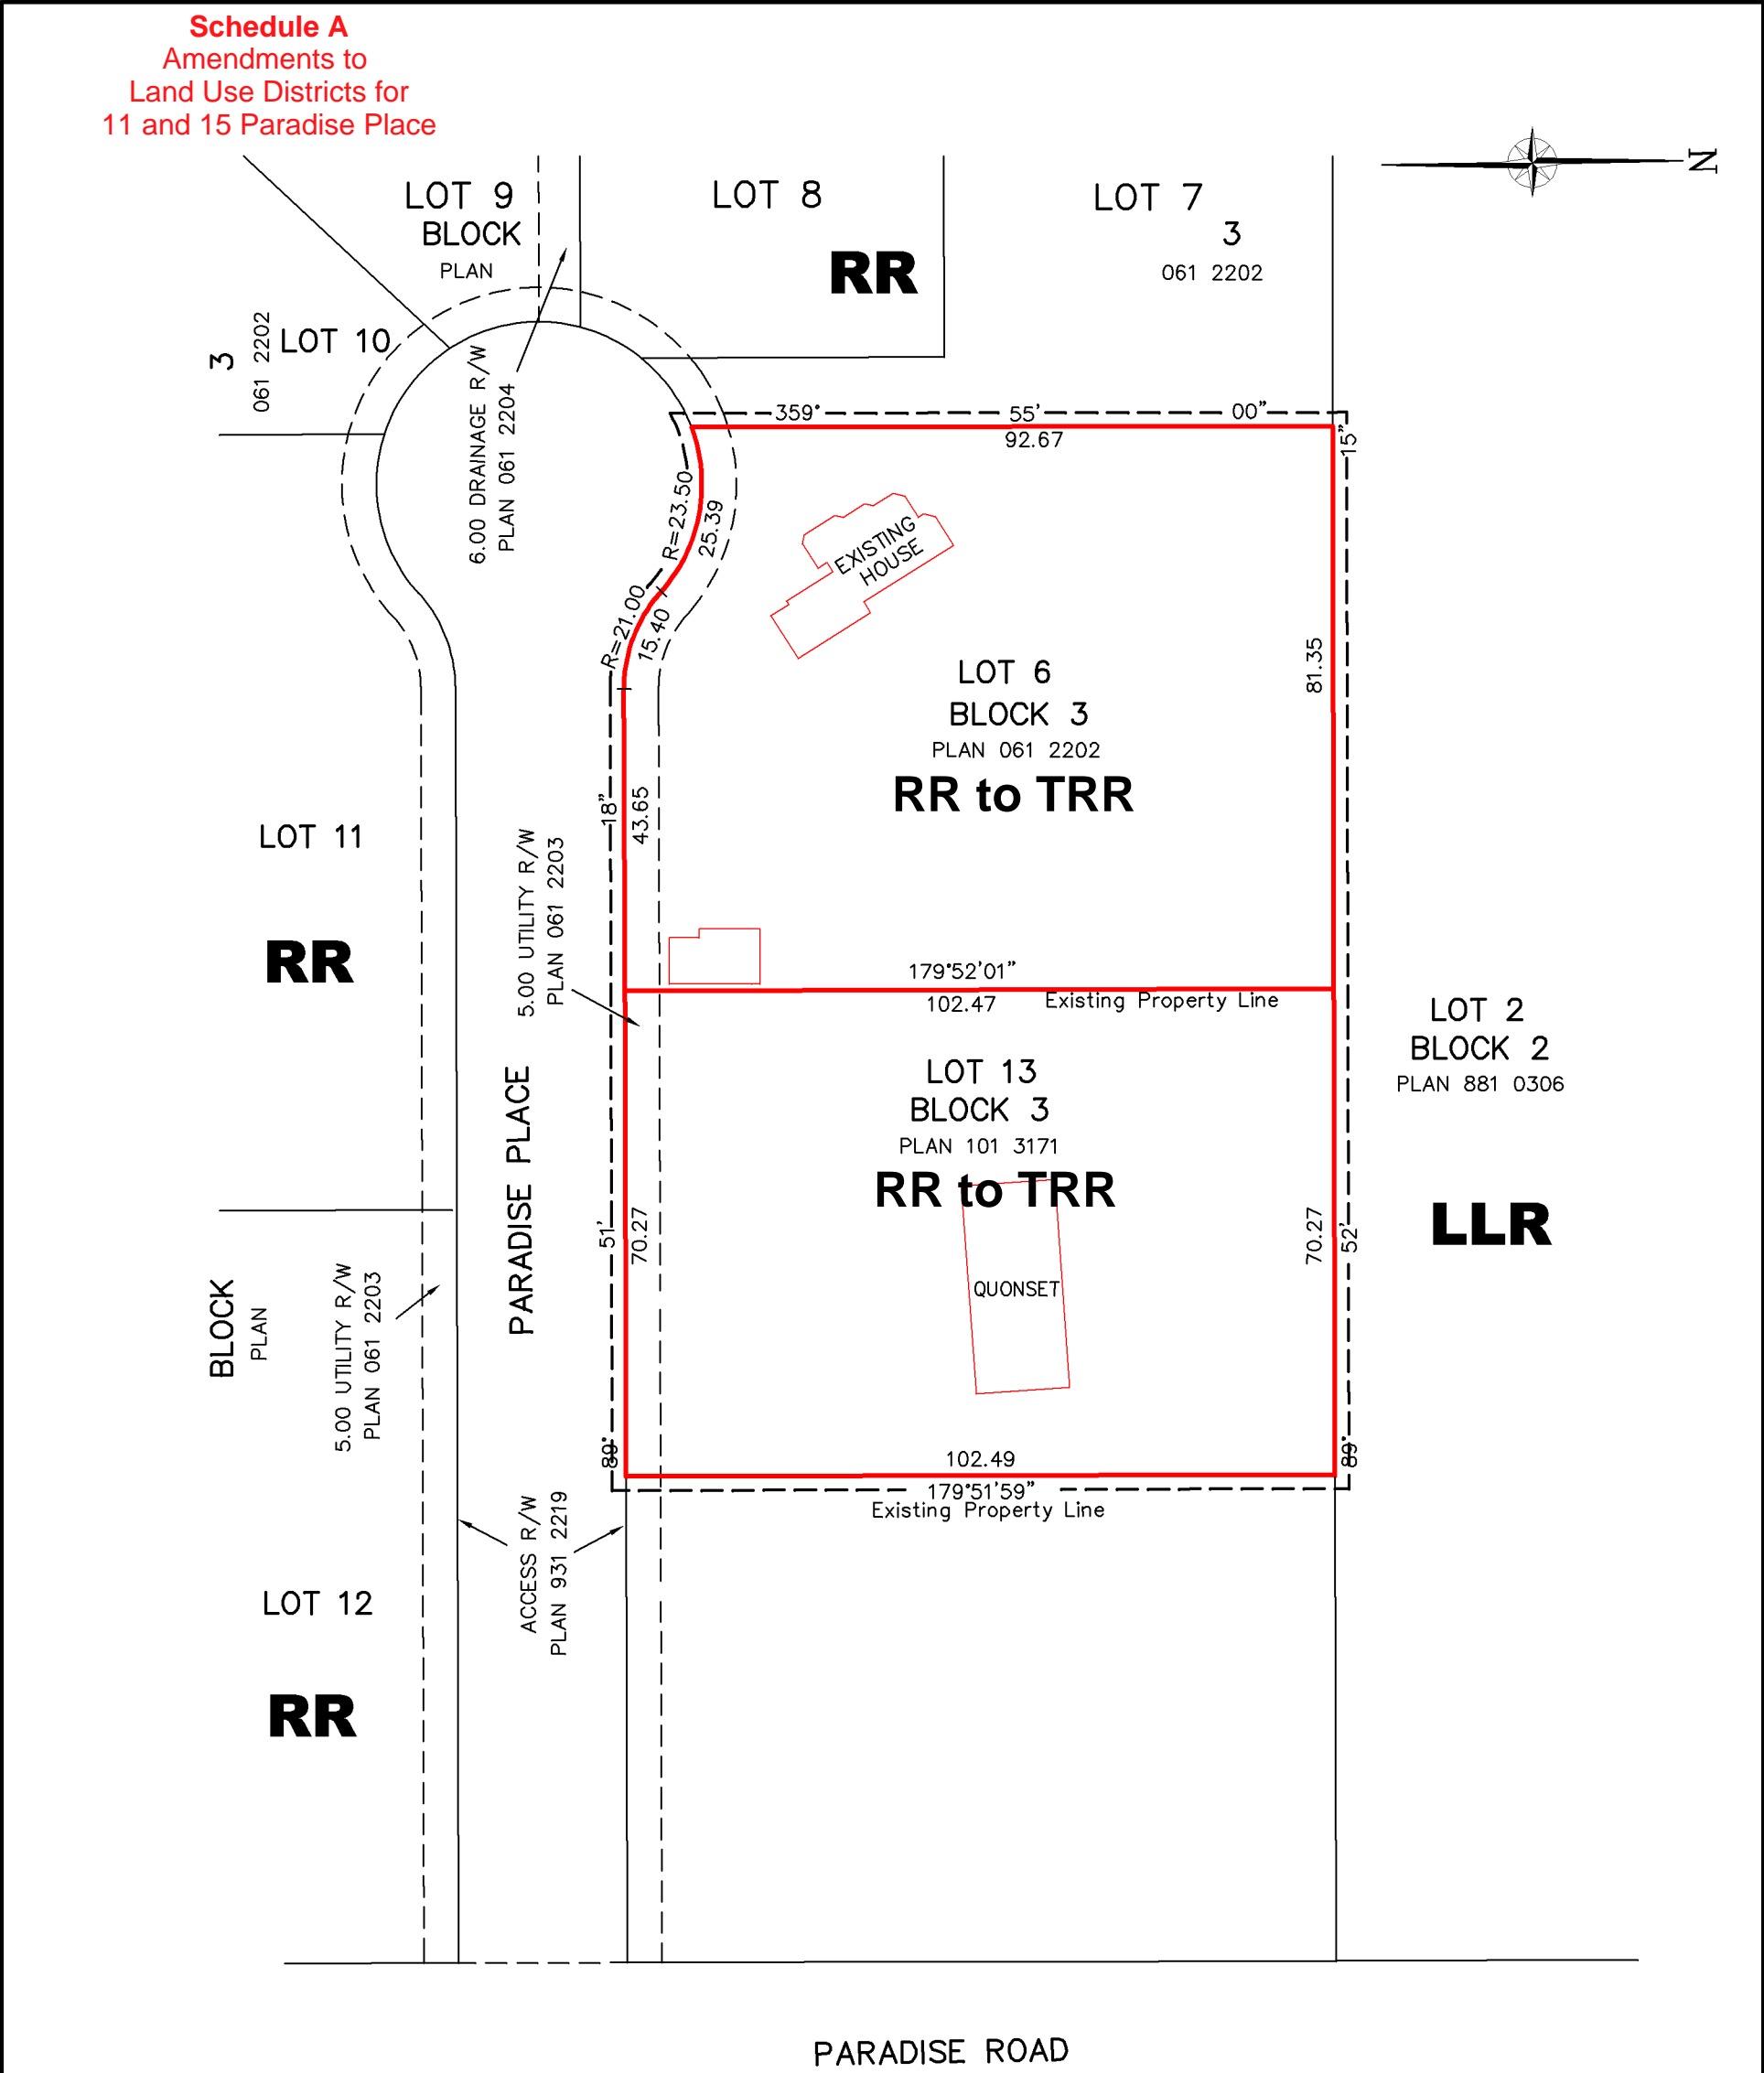 Schedule A
Amendments to
Land Use Districts for
11 and 15 Paradise Place
N
LOT 9
BLOCK
PLAN
LOT 8
RR
LOT 7
3
061 2202
3
061 2202
LOT 10
6.00 DRAINAGE R/W
PLAN 061 2204
359° 55' 00"
92.67
15"
R=23.50
25.39
R=21.00
15.40
EXISTING
HOUSE
LOT 6
BLOCK 3
PLAN 061 2202
RR to TRR
81.35
18"
43.65
LOT 11
RR
5.00 UTILITY R/W
PLAN 061 2203
179°52'01"
102.47
Existing Property Line
LOT 13
BLOCK 3
PLAN 101 3171
RR to TRR
QUONSET
LOT 2
BLOCK 2
PLAN 881 0306
LLR
PARADISE PLACE
51'
70.27
70.27
52'
BLOCK
PLAN
5.00 UTILITY R/W
PLAN 061 2203
89°
89°
102.49
179°51'59"
Existing Property Line
ACCESS R/W
PLAN 931 2219
LOT 12
RR
PARADISE ROAD